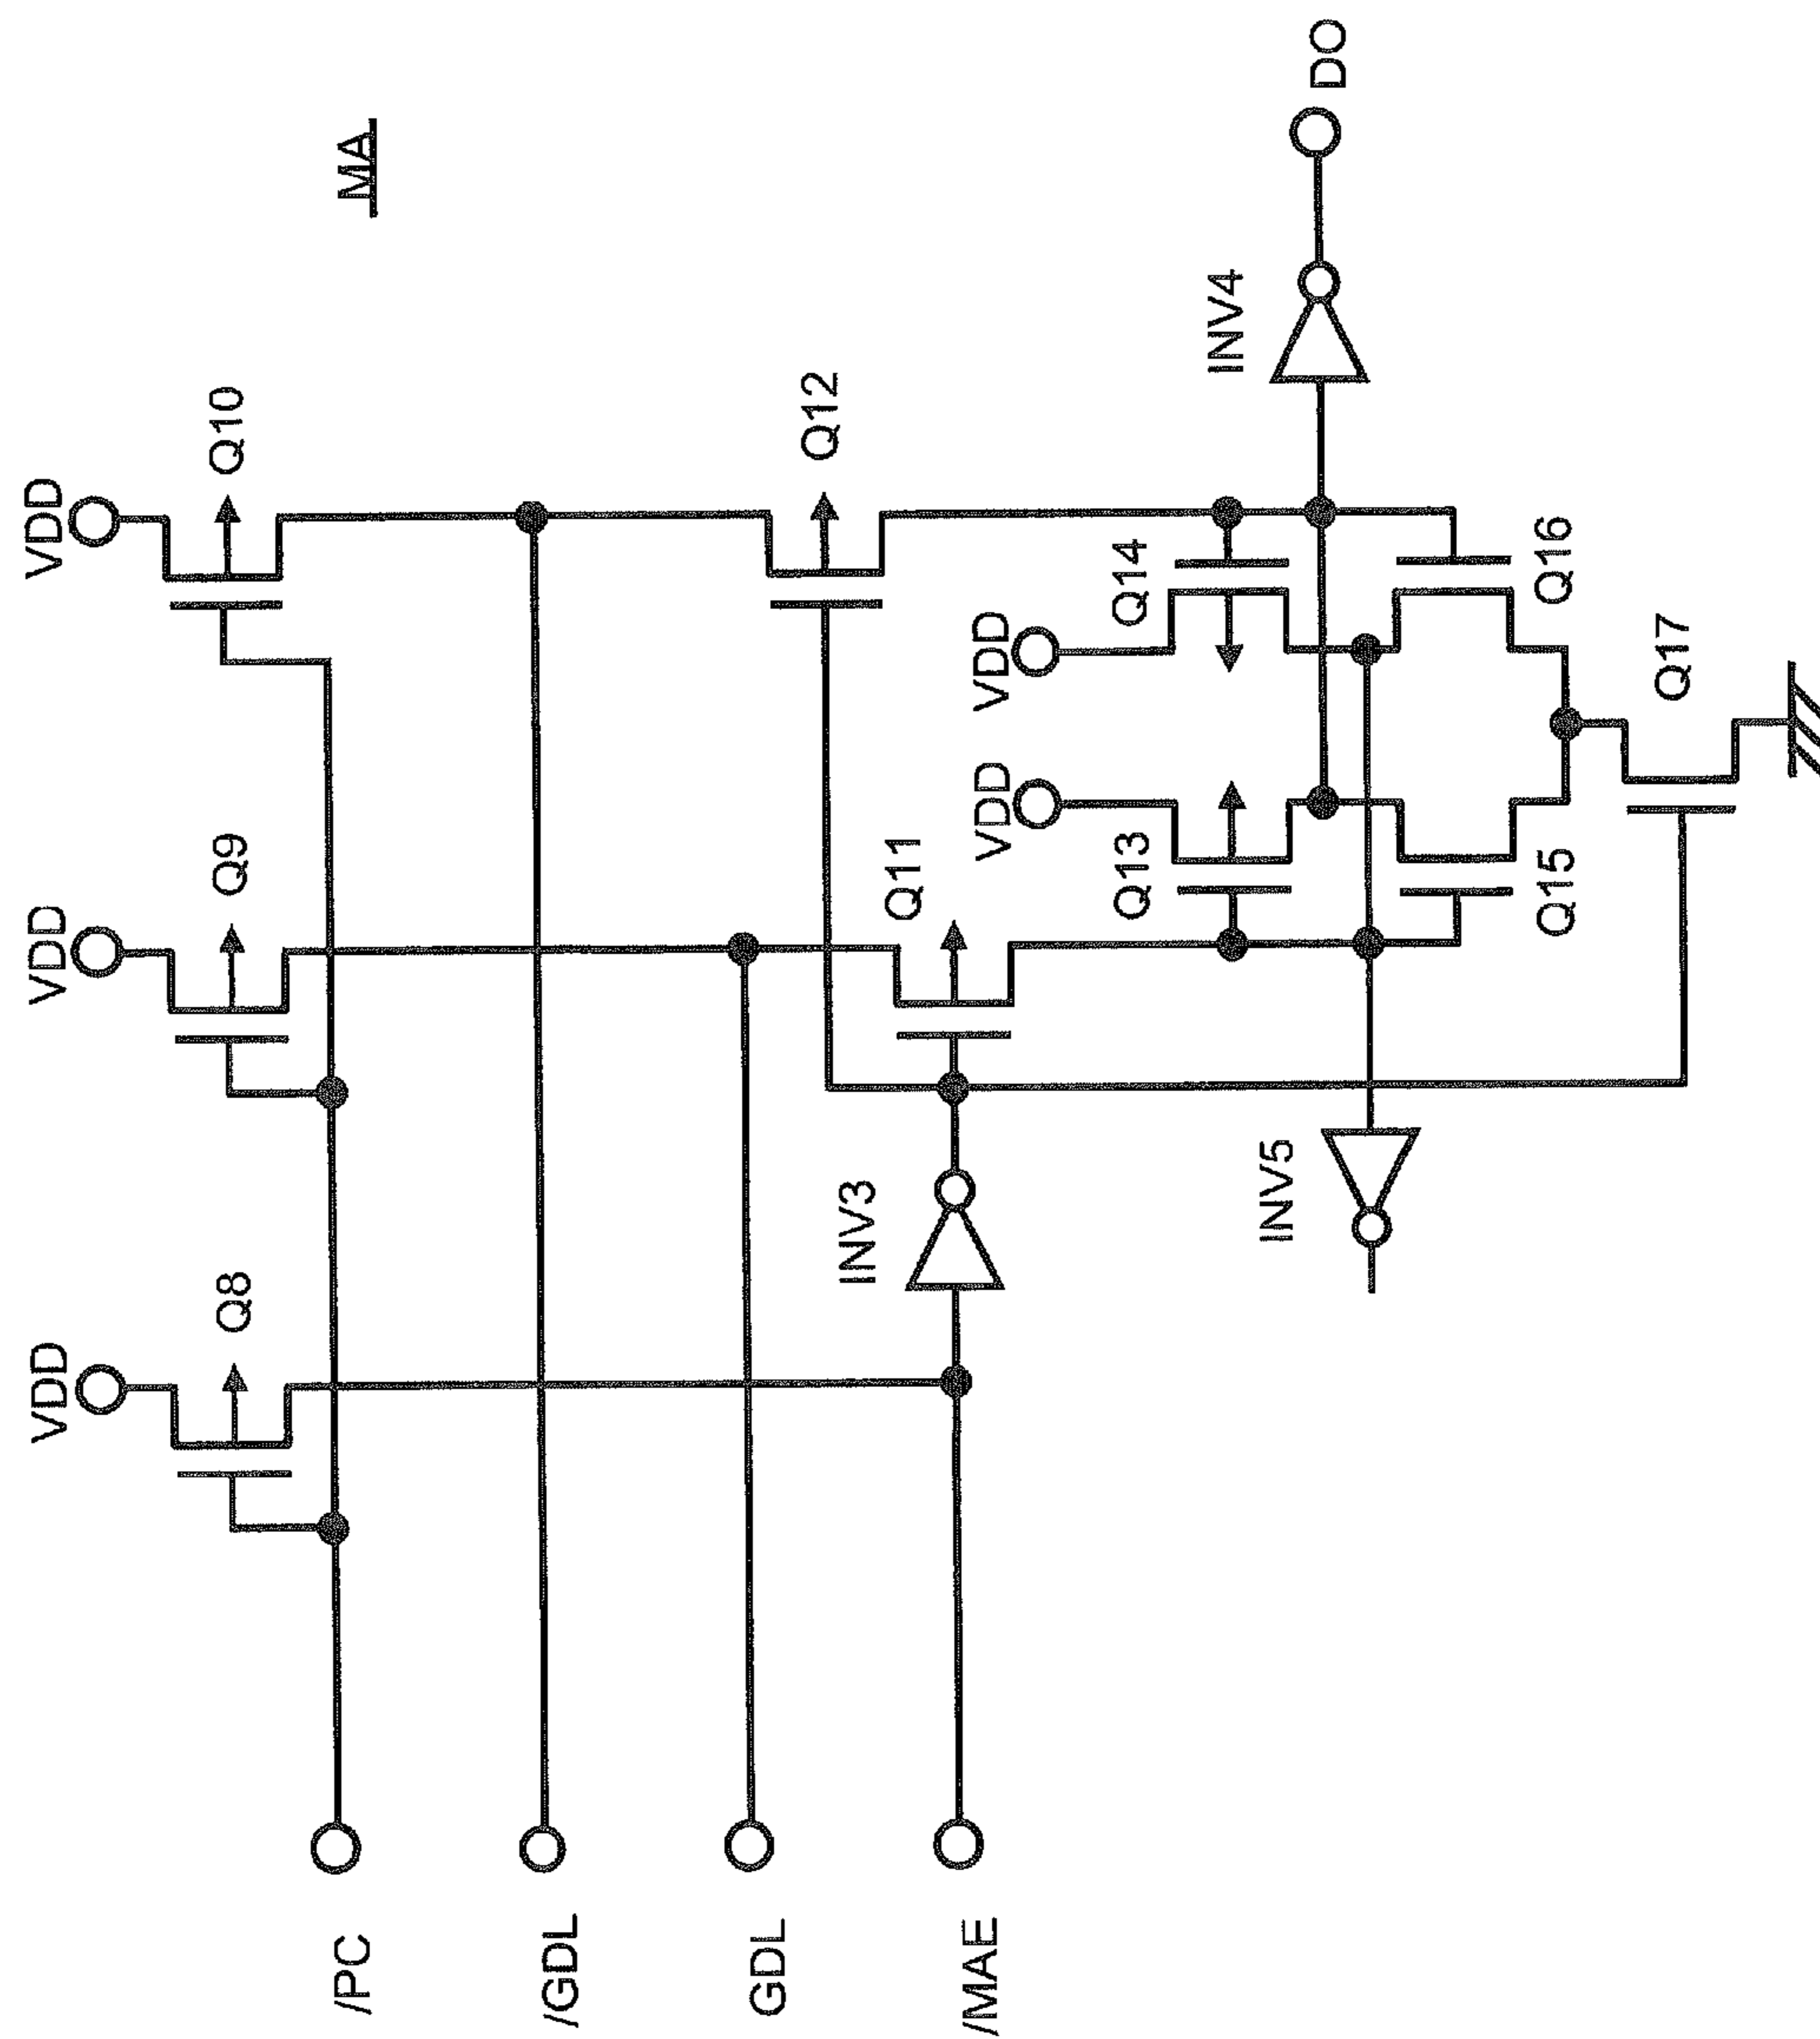 MA
VDD
VDD
VDD
Q8
Q9
Q10
/PC
/GDL
GDL
/MAE
INV3
Q11
Q12
VDD
VDD
Q13
Q14
INV4
DO
INV5
Q15
Q16
Q17